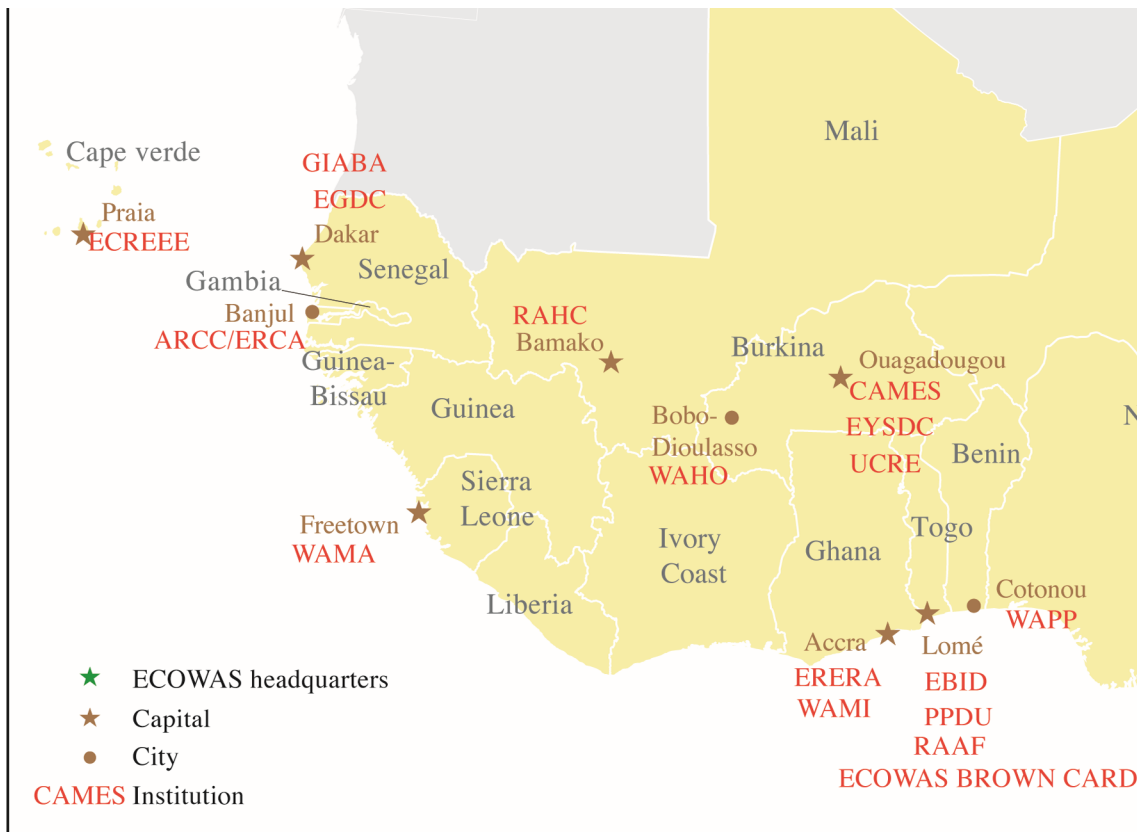 Mali
Cape verde
GIABA
EGDC
Praia
ECREEE
Dakar
Senegal
Gambia
Banjul
ARCC/ERCA
RAHC
Bamako
Burkina
Ouagadougou
CAMES
EYSDC
UCRE
Guinea-
Bissau
Guinea
Bobo-
Dioulasso
WAHO
Benin
N
Sierra
Leone
Freetown
WAMA
Ivory
Coast
Ghana
Togo
Liberia
Cotonou
WAPP
Accra
ERERA
WAMI
Lomé
EBID
PPDU
RAAF
ECOWAS BROWN CARD
ECOWAS headquarters
Capital
City
CAMES Institution